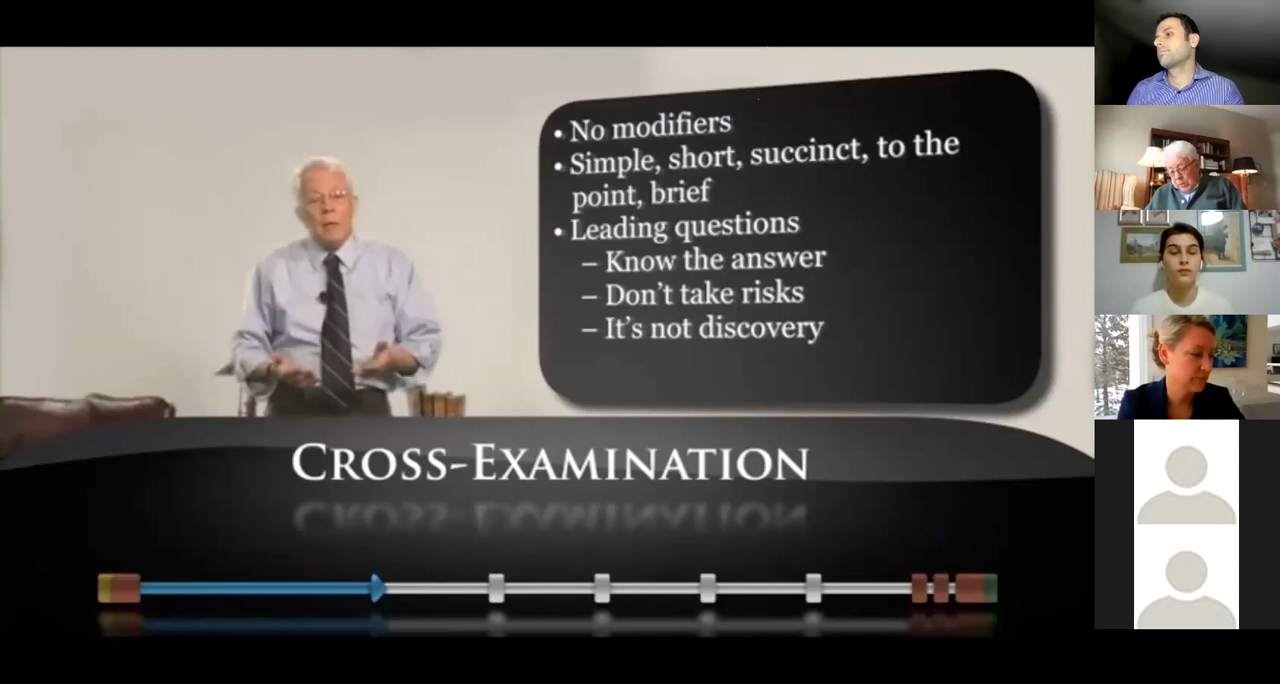 • No modifiers
• Simple, short, succinct, to the
point, brief
• Leading questions
– Know the answer
– Don't take risks
– It's not discovery
CROSS-EXAMINATION